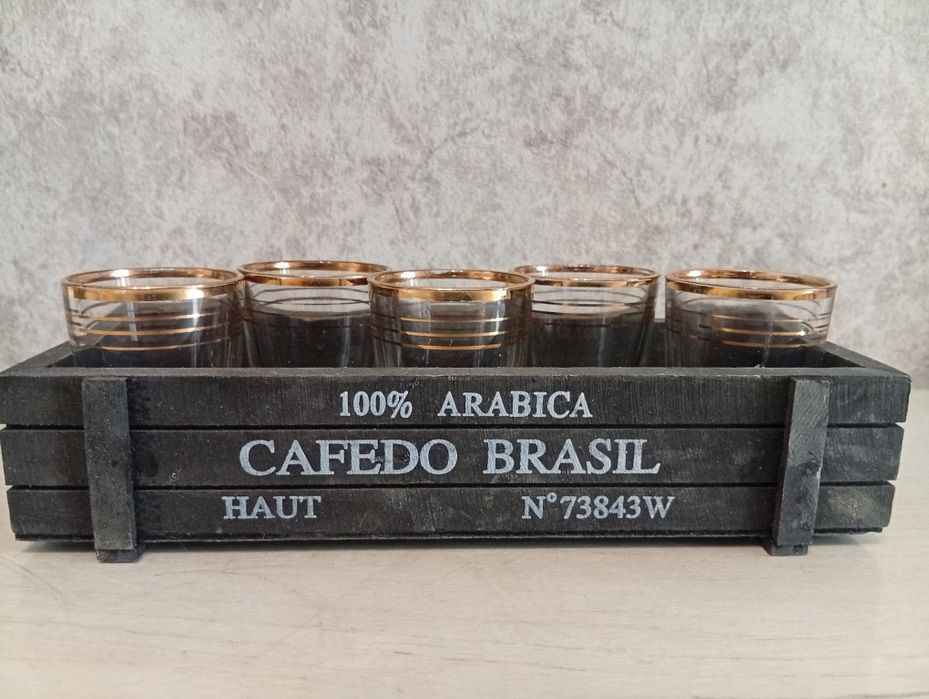 100% ARABICA
CAFEDO BRASIL
HAUT N° 73843W